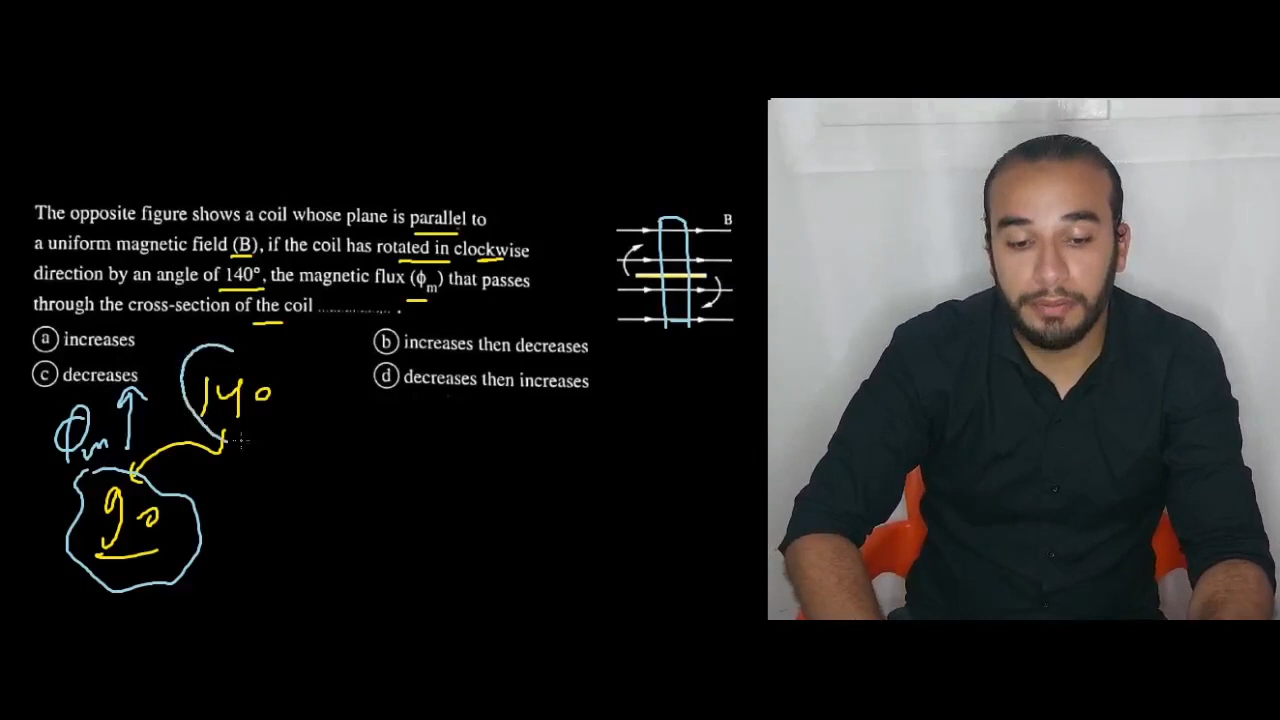 The opposite figure shows a coil whose plane is parallel to
a uniform magnetic field (B), if the coil has rotated in clockwise
direction by an angle of 140°, the magnetic flux (ϕm) that passes
through the cross-section of the coil .................. .
a increases
b increases then decreases
c decreases
d decreases then increases
B
140
ϕm
90